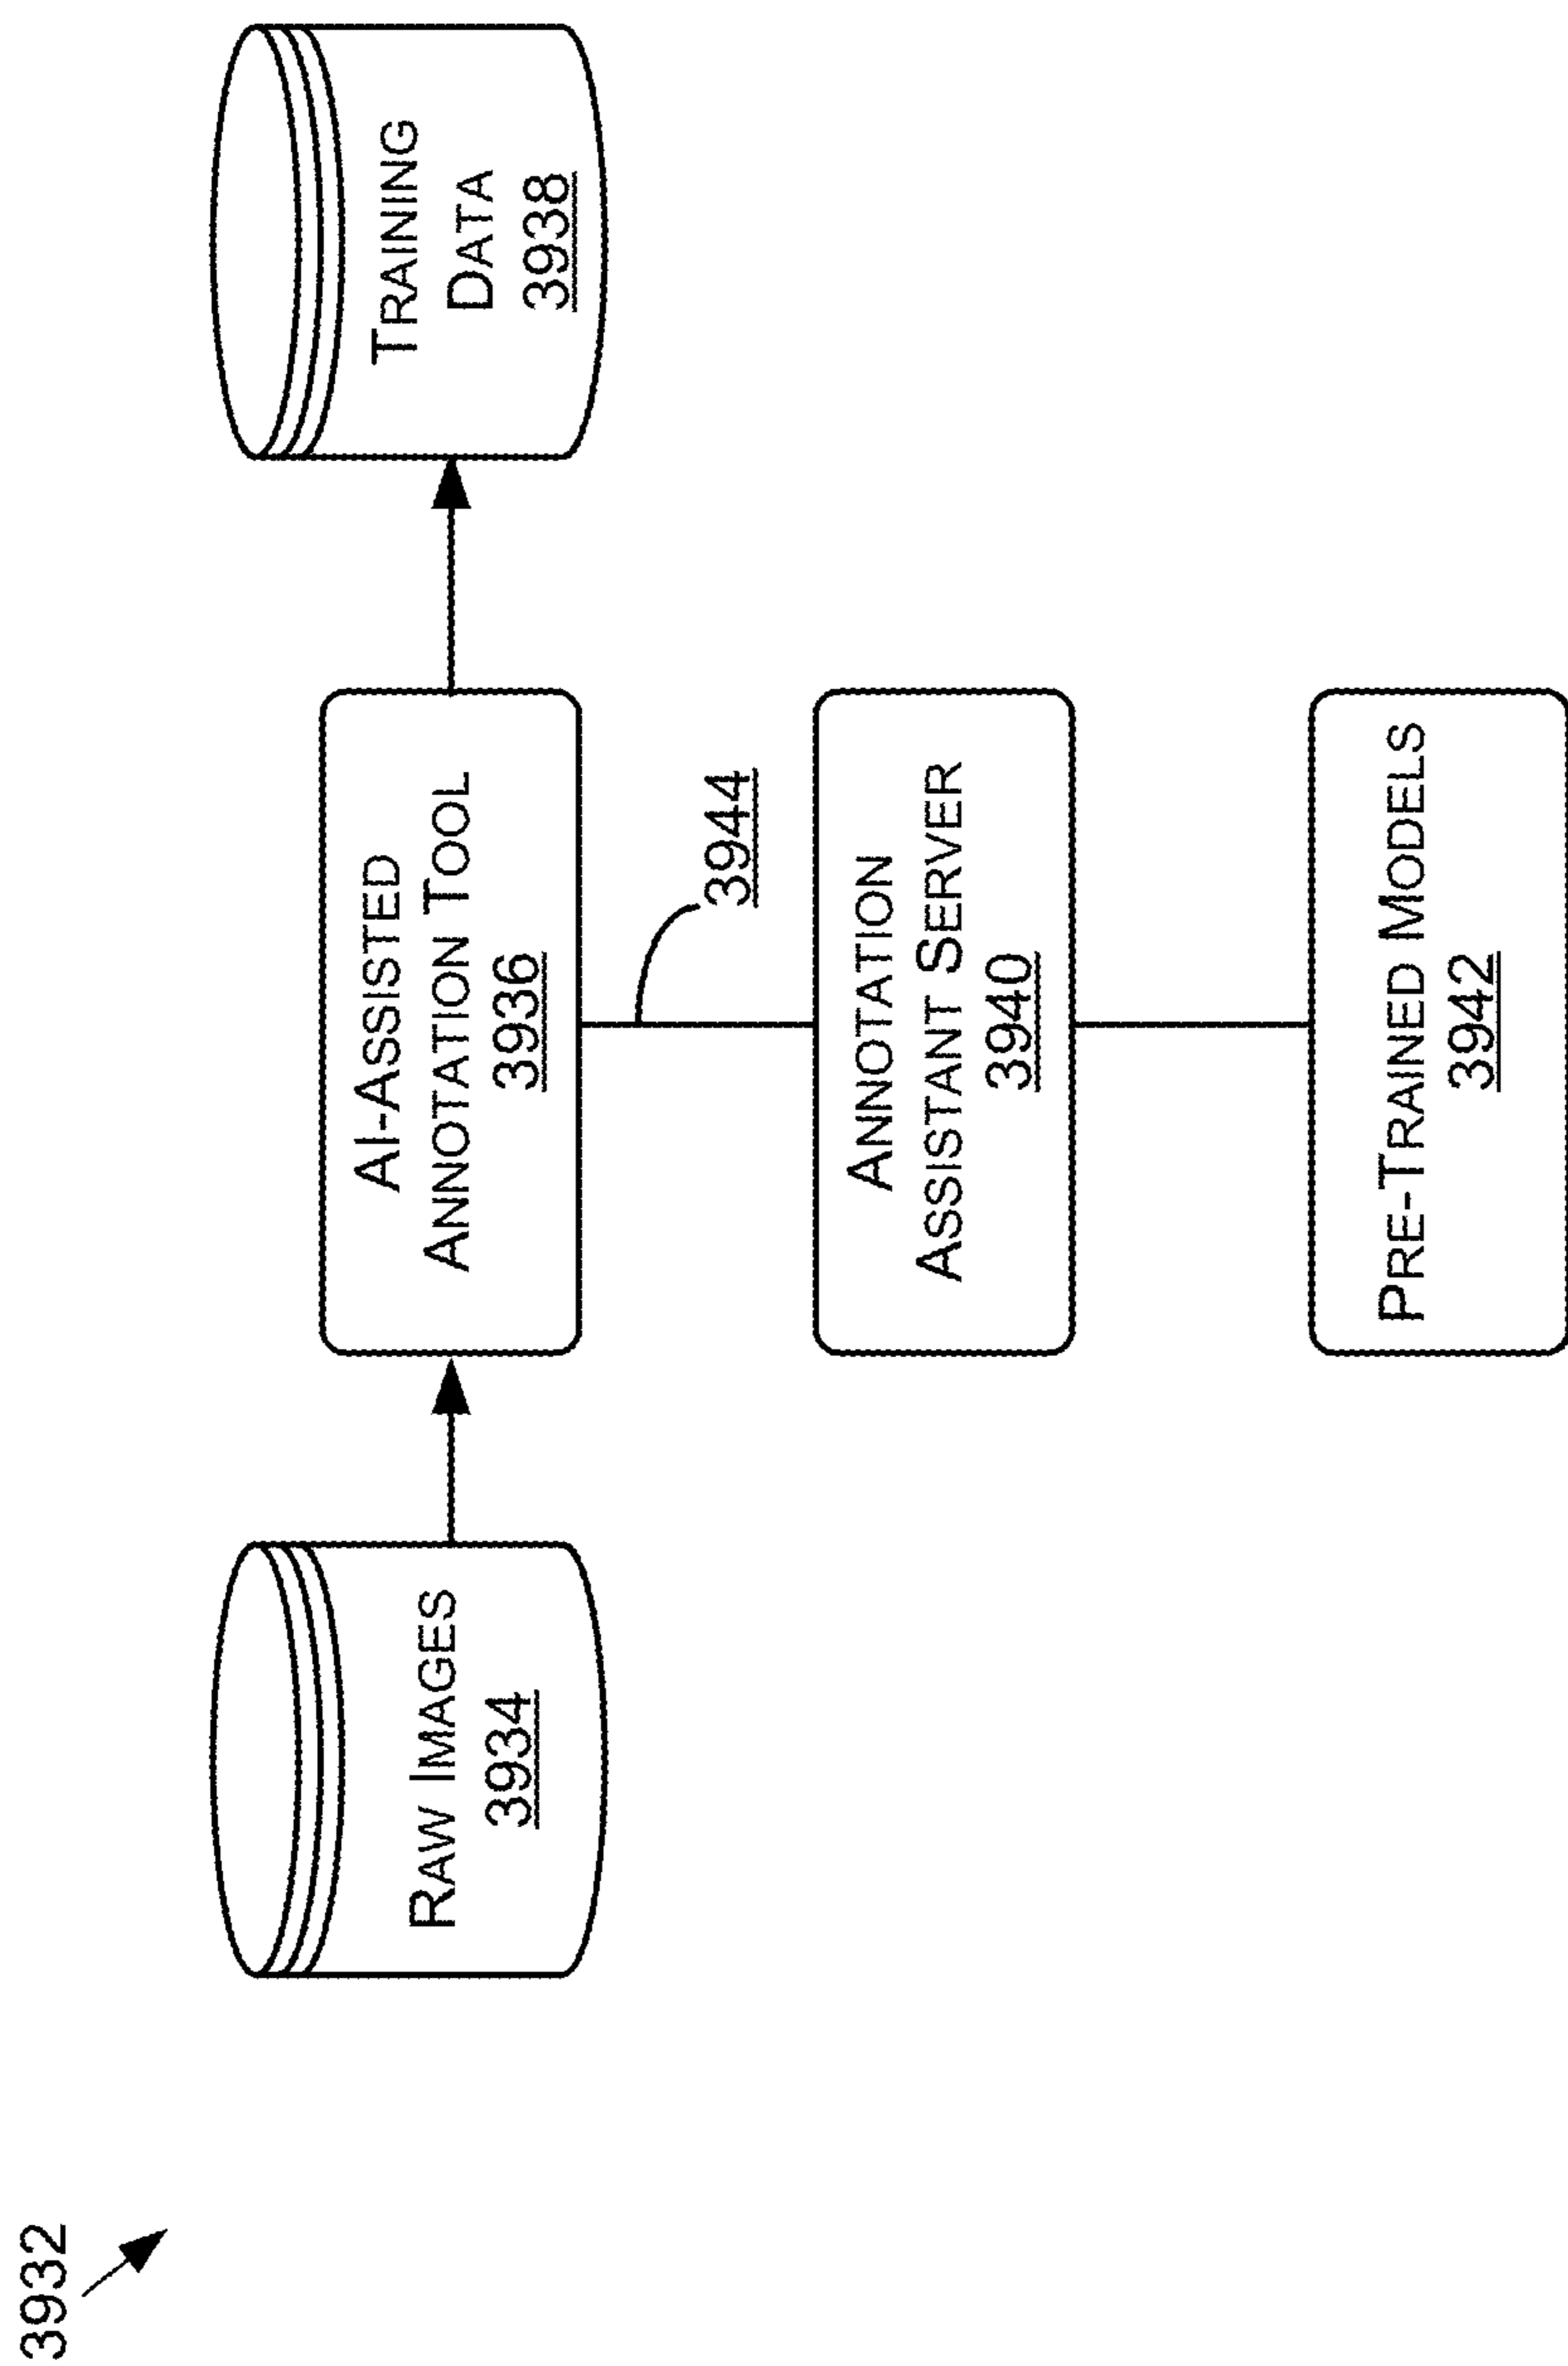 3932
RAW IMAGES
3934
AI-ASSISTED
ANNOTATION TOOL
3936
TRAINING
DATA
3938
3944
ANNOTATION
ASSISTANT SERVER
3940
PRE-TRAINED MODELS
3942